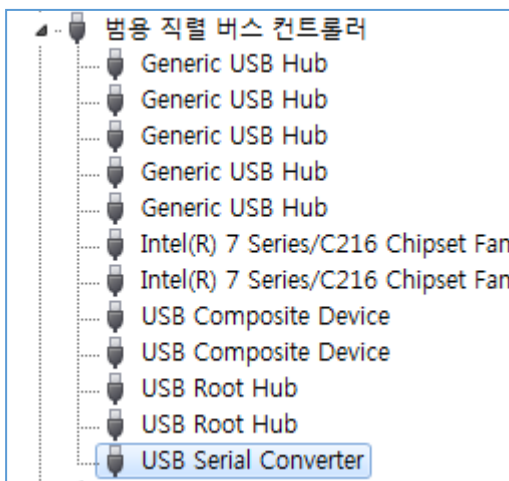 범용 직렬 버스 컨트롤러
Generic USB Hub
Generic USB Hub
Generic USB Hub
Generic USB Hub
Generic USB Hub
Intel(R) 7 Series/C216 Chipset Fan
Intel(R) 7 Series/C216 Chipset Fan
USB Composite Device
USB Composite Device
USB Root Hub
USB Root Hub
USB Serial Converter